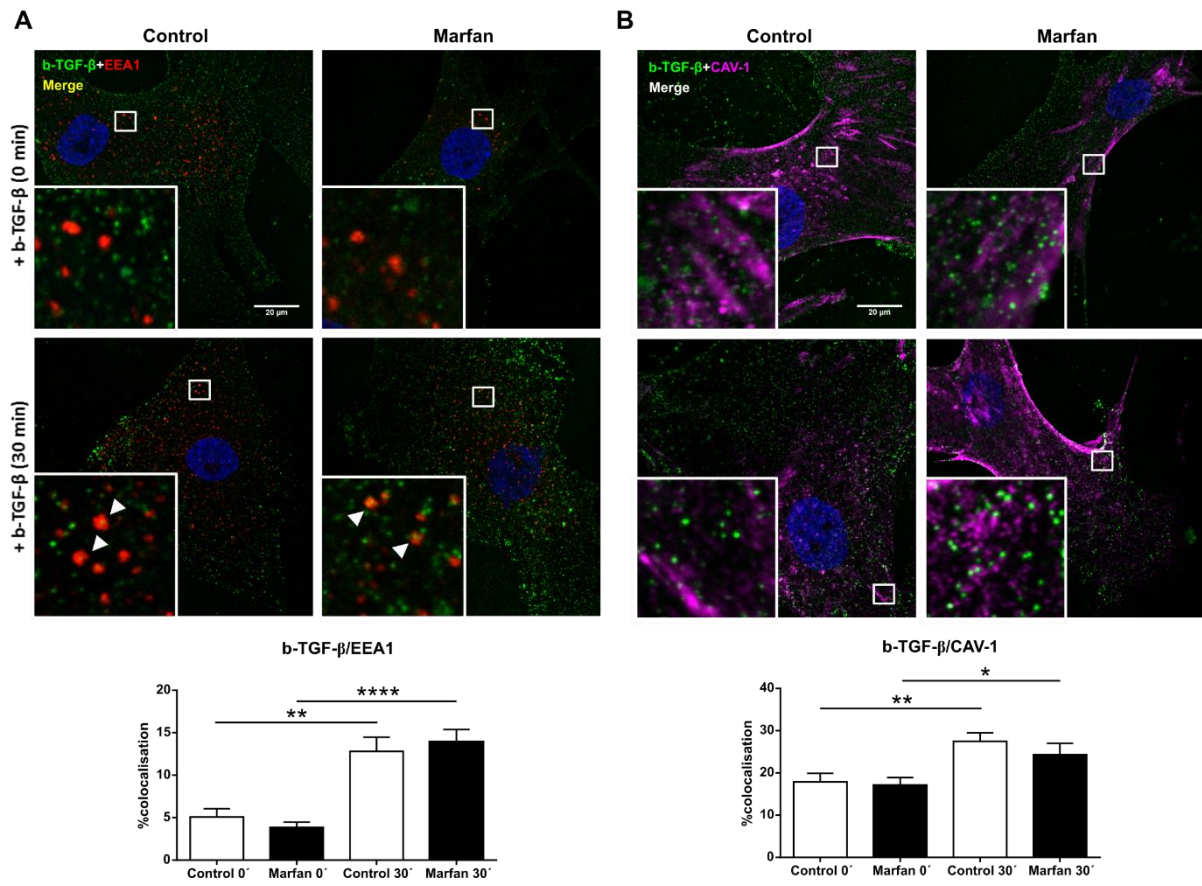 A
Control
Marfan
b-TGF-β+EEA1
Merge
+ b-TGF-β (0 min)
20 µm
+ b-TGF-β (30 min)
b-TGF-β/EEA1
%colocalisation
20
15
10
5
0
**
****
Control 0´
Marfan 0´
Control 30´
Marfan 30´
B
Control
Marfan
b-TGF-β+CAV-1
Merge
20 µm
b-TGF-β/CAV-1
%colocalisation
40
30
20
10
0
**
*
Control 0´
Marfan 0´
Control 30´
Marfan 30´